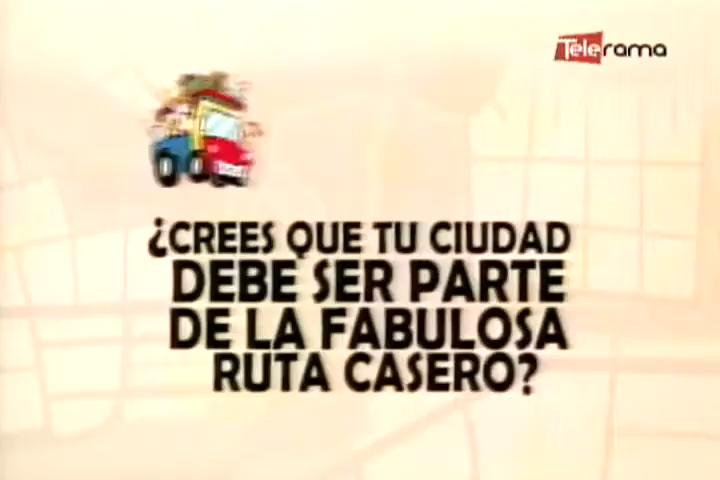 Telerama
¿CREES QUE TU CIUDAD
DEBE SER PARTE
DE LA FABULOSA
RUTA CASERO?